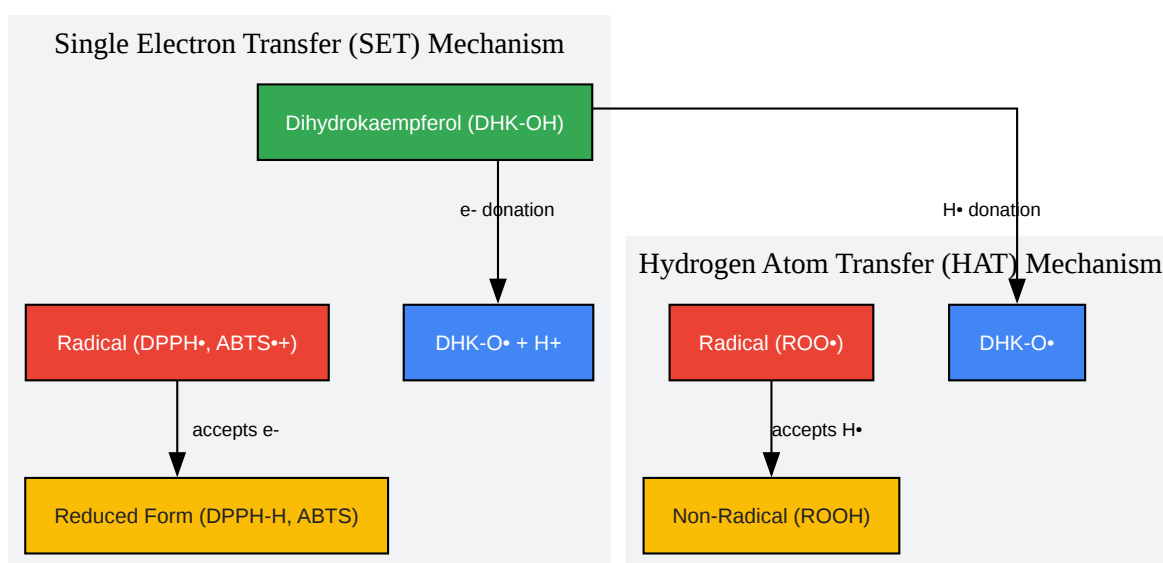 Single Electron Transfer (SET) Mechanism
Dihydrokaempferol (DHK-OH)
e- donation
H• donation
Hydrogen Atom Transfer (HAT) Mechanism
Radical (DPPH•, ABTS•+)
DHK-O• + H+
Radical (ROO•)
DHK-O•
accepts e-
accepts H•
Reduced Form (DPPH-H, ABTS)
Non-Radical (ROOH)